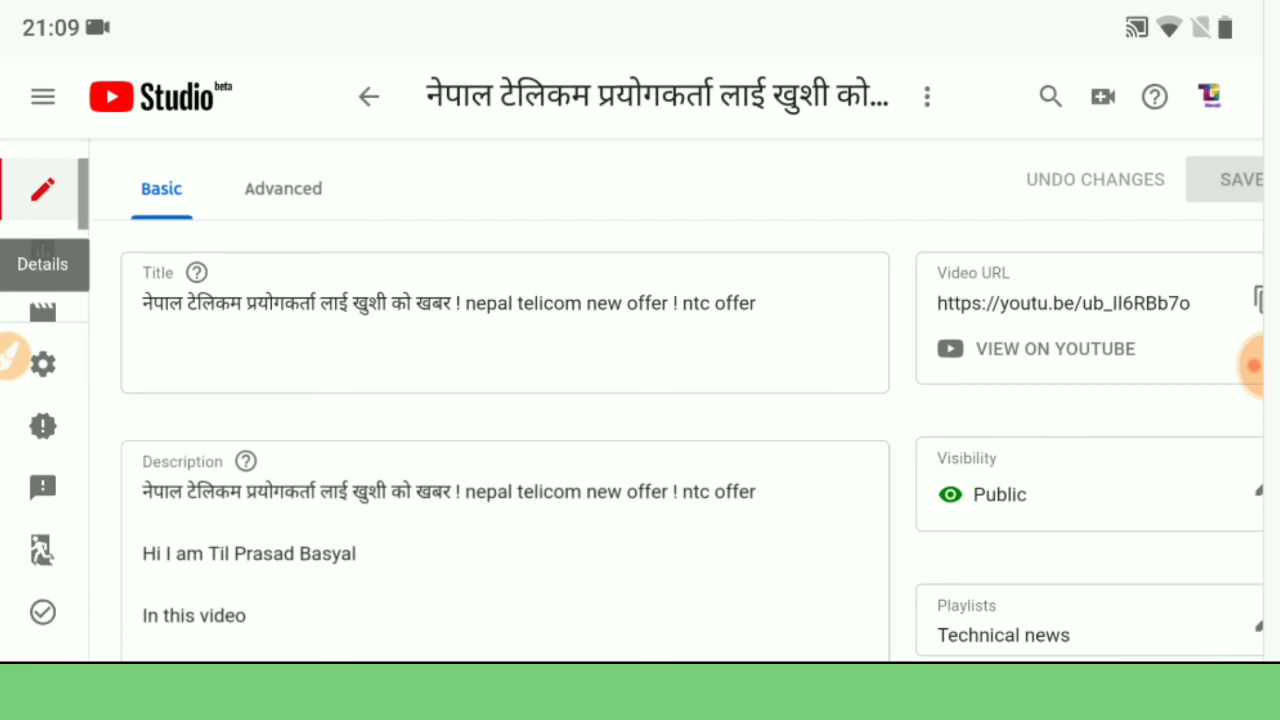 21:09
Studio beta
नेपाल टेलिकम प्रयोगकर्ता लाई खुशी को...
Basic
Advanced
UNDO CHANGES
SAVE
Details
Title
नेपाल टेलिकम प्रयोगकर्ता लाई खुशी को खबर ! nepal telicom new offer ! ntc offer
Video URL
https://youtu.be/ub_ll6RBb7o
VIEW ON YOUTUBE
Description
नेपाल टेलिकम प्रयोगकर्ता लाई खुशी को खबर ! nepal telicom new offer ! ntc offer
Hi I am Til Prasad Basyal
In this video
Visibility
Public
Playlists
Technical news